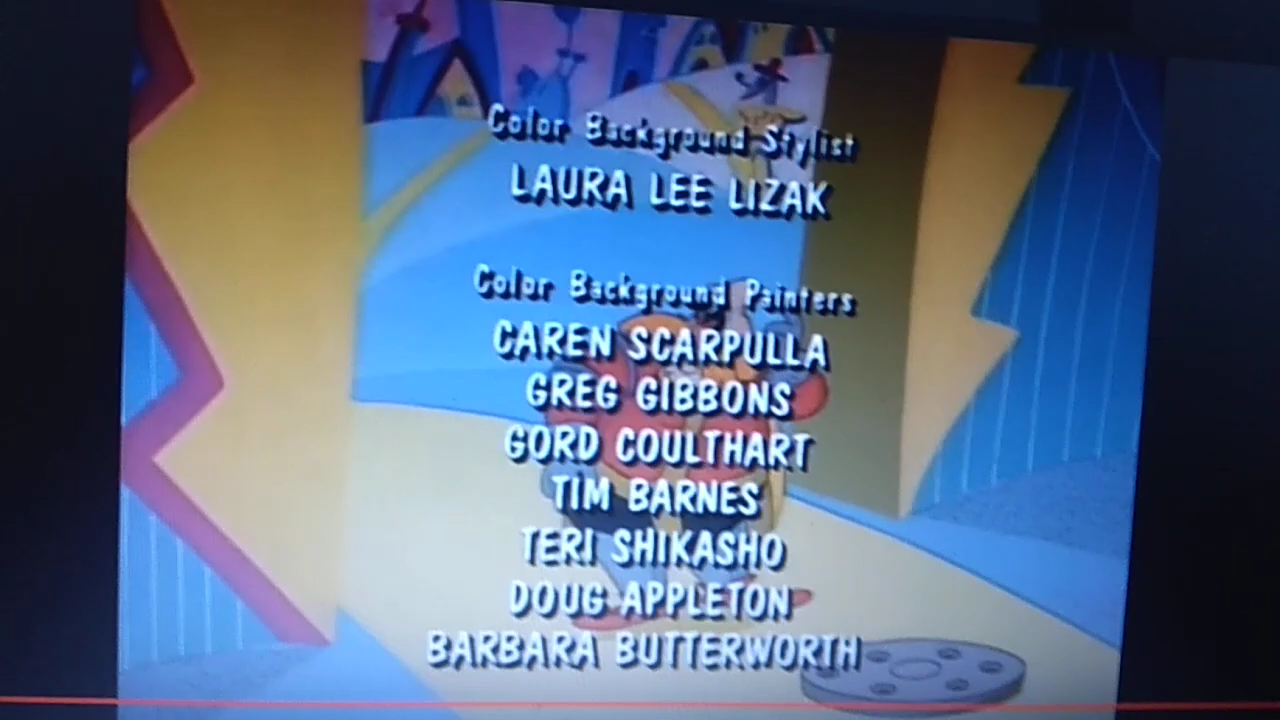 Color Background Stylist
LAURA LEE LIZAK
Color Background Painters
CAREN SCARPULLA
GREG GIBBONS
GORD COULTHART
TIM BARNES
TERI SHIKASHO
DOUG APPLETON
BARBARA BUTTERWORTH